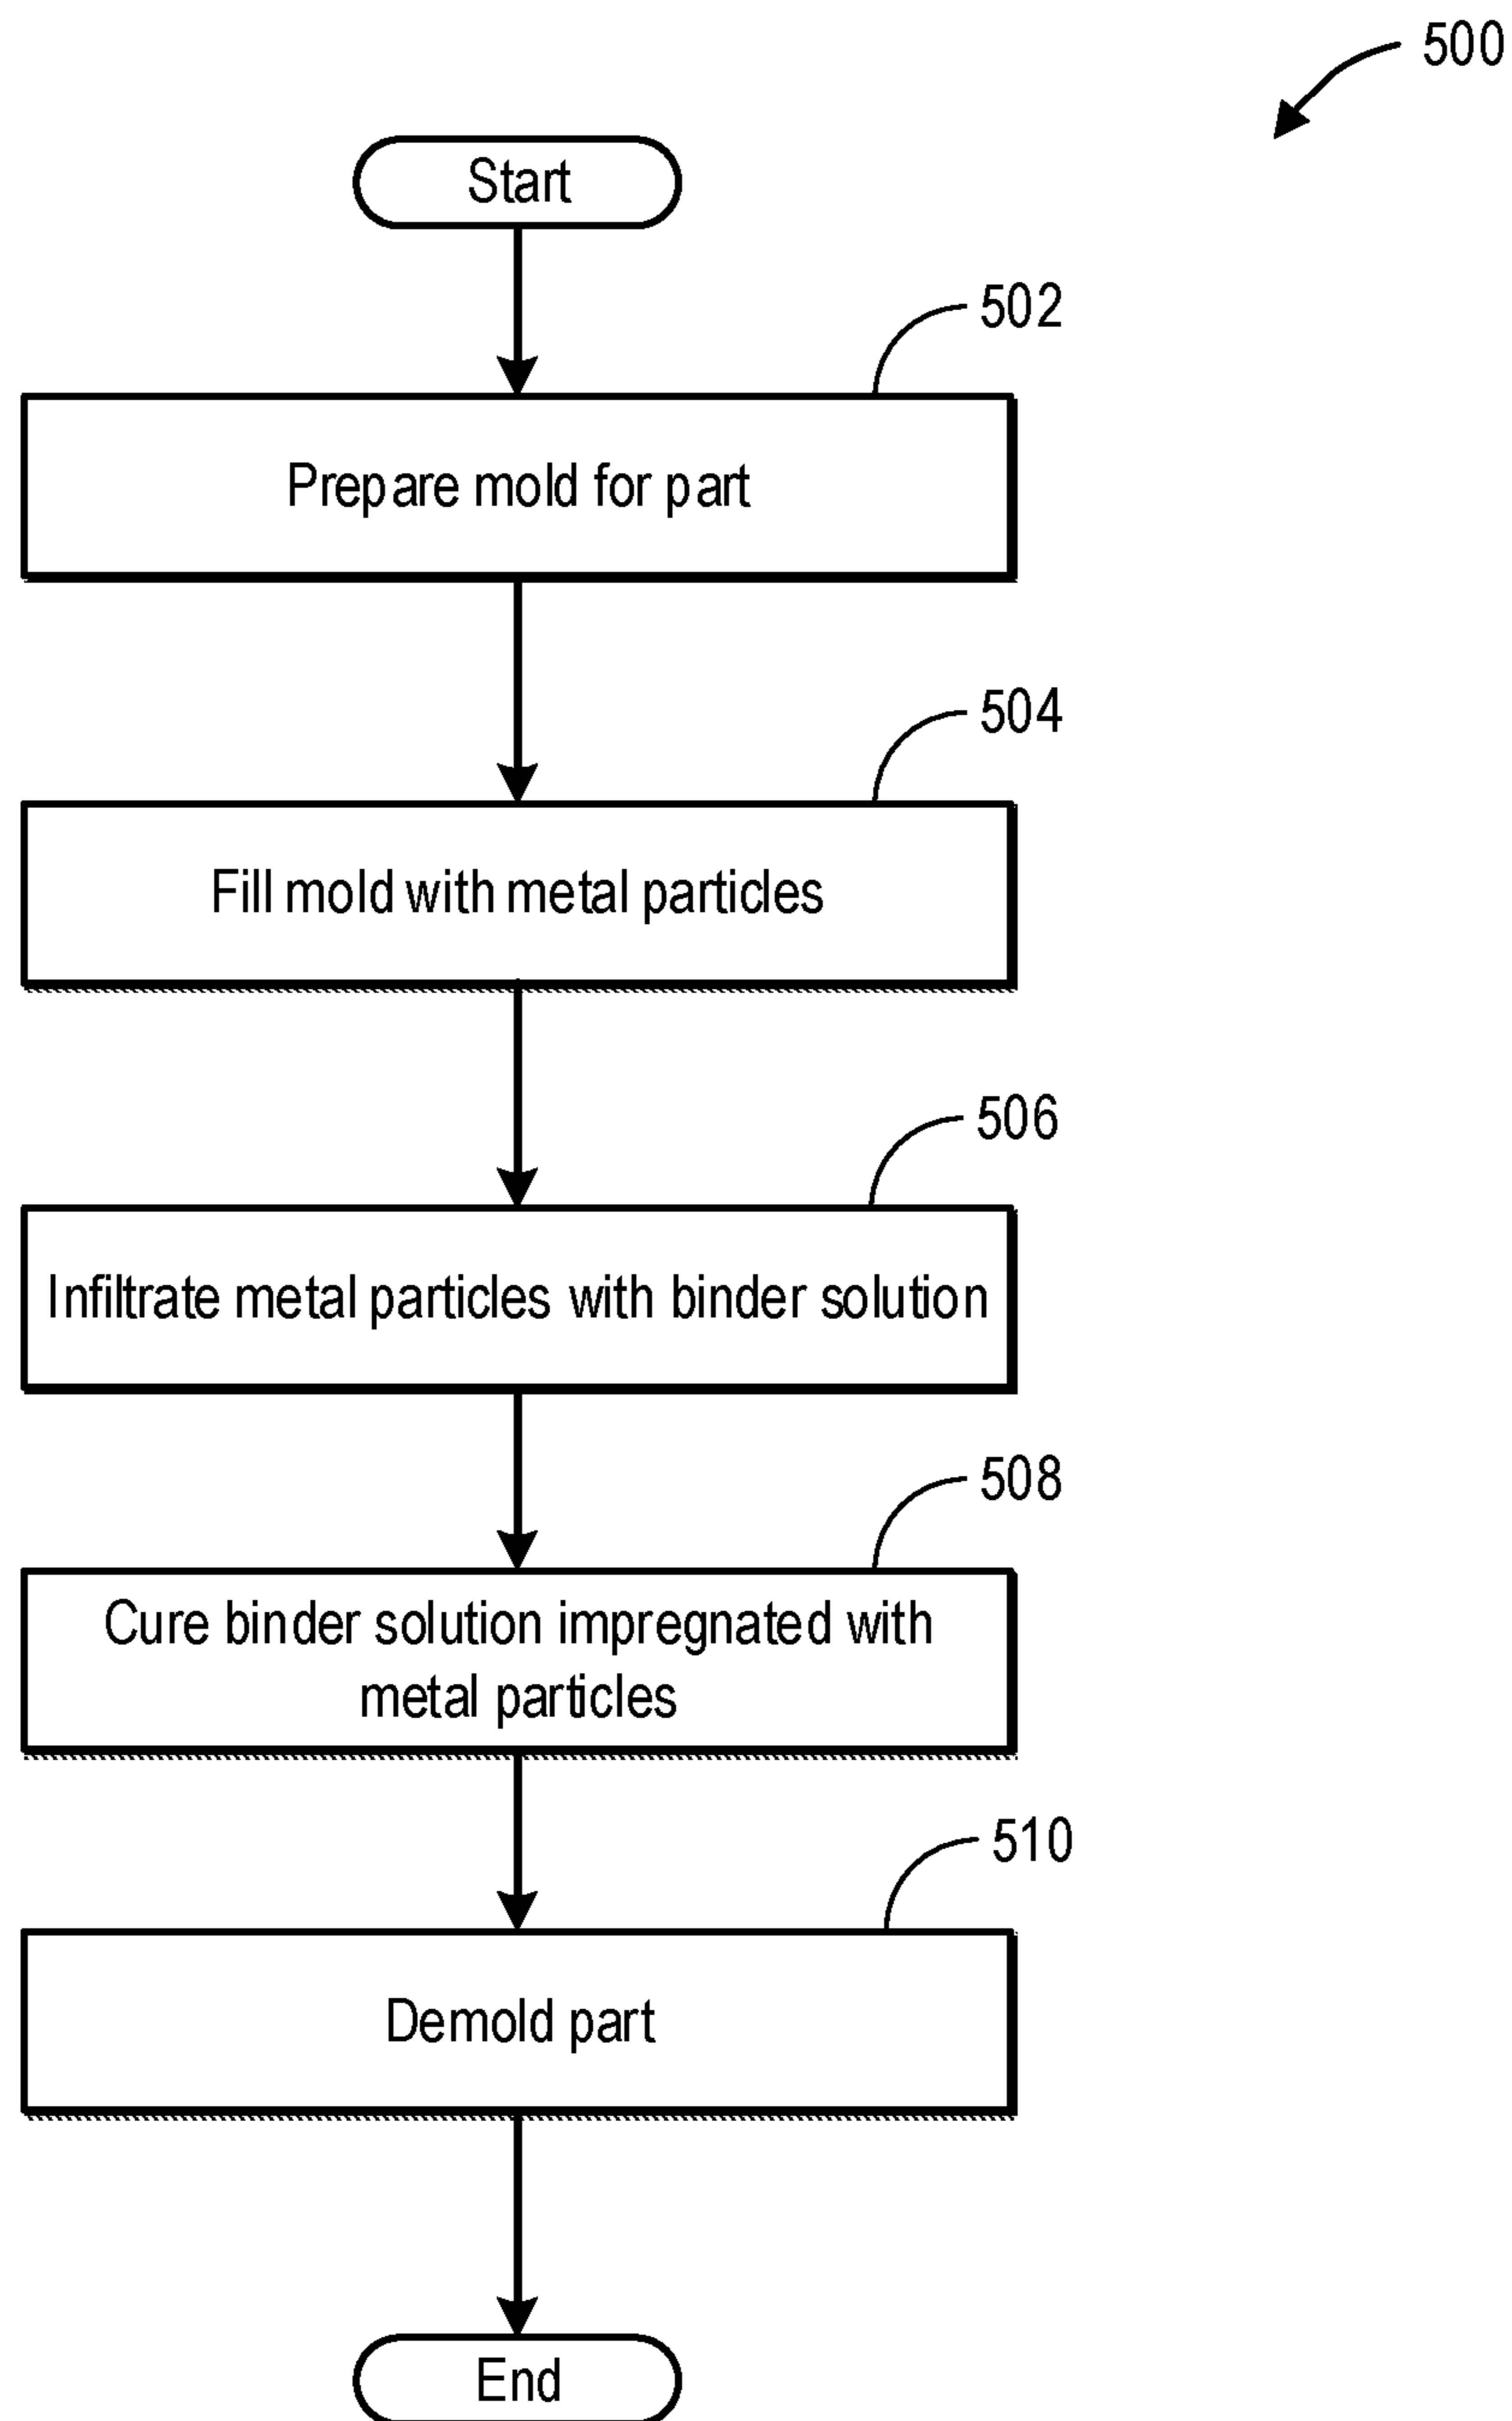 500
Start
502
Prepare mold for part
504
Fill mold with metal particles
506
Infiltrate metal particles with binder solution
508
Cure binder solution impregnated with
metal particles
510
Demold part
End